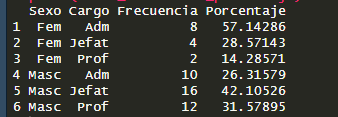 Sexo Cargo Frecuencia Porcentaje
1 Fem Adm 8 57.14286
2 Fem Jefat 4 28.57143
3 Fem Prof 2 14.28571
4 Masc Adm 10 26.31579
5 Masc Jefat 16 42.10526
6 Masc Prof 12 31.57895